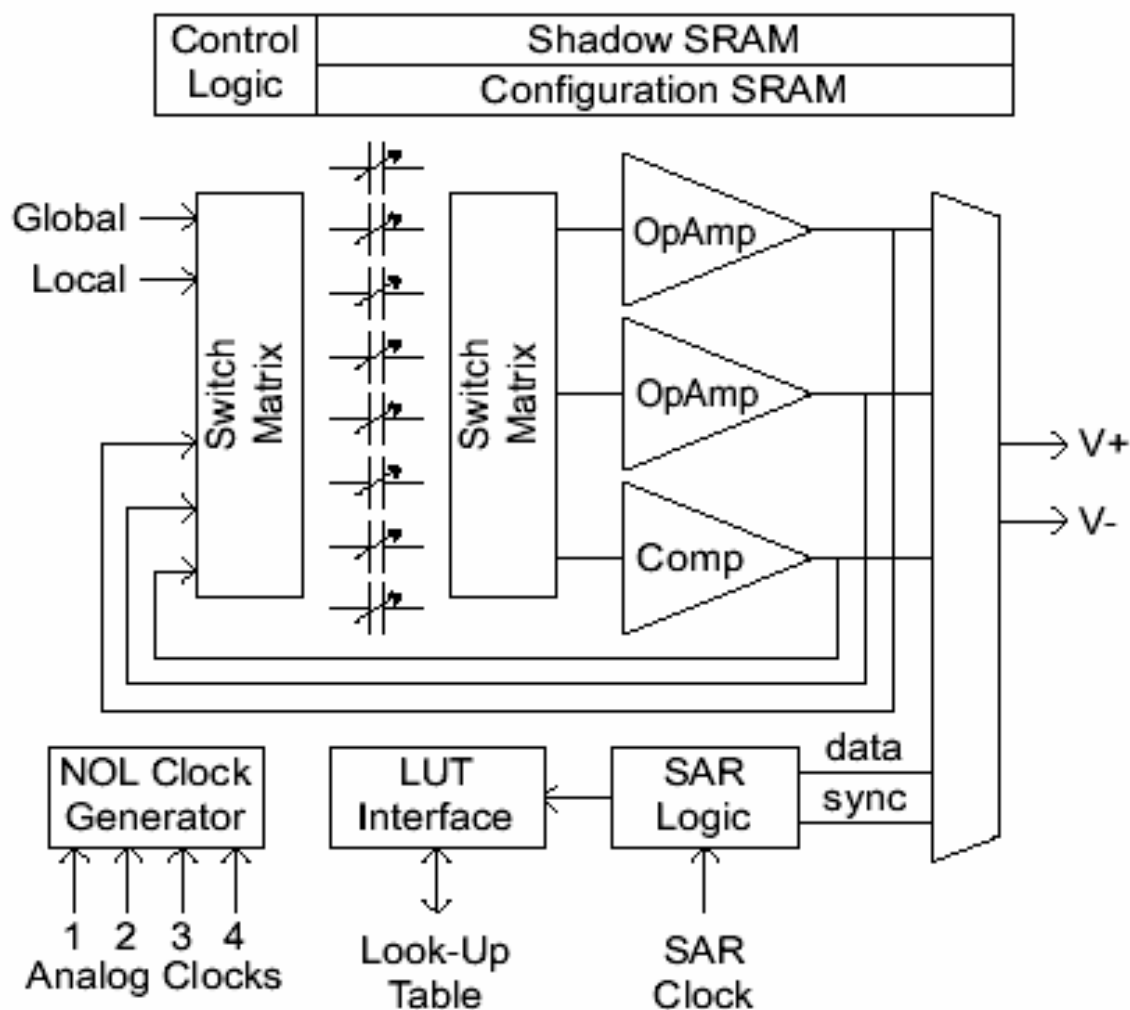 Control
Logic
Shadow SRAM
Configuration SRAM
Global
Local
Switch
Matrix
Switch
Matrix
OpAmp
OpAmp
Comp
V+
V-
NOL Clock
Generator
LUT
Interface
SAR
Logic
data
sync
1 2 3 4
Analog Clocks
Look-Up
Table
SAR
Clock